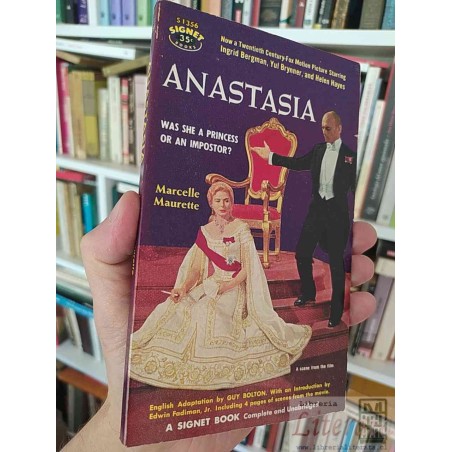 S1356
SIGNET
35c
BOOKS
Now a Twentieth Century-Fox Motion Picture Starring
Ingrid Bergman, Yul Brynner, and Helen Hayes
ANASTASIA
WAS SHE A PRINCESS
OR AN IMPOSTOR?
Marcelle
Maurette
A scene from the film
English Adaptation by GUY BOLTON. With an Introduction by
Edwin Fadiman, Jr. Including 4 pages of scenes from the movie.
A SIGNET BOOK Complete and Unabridged
librería